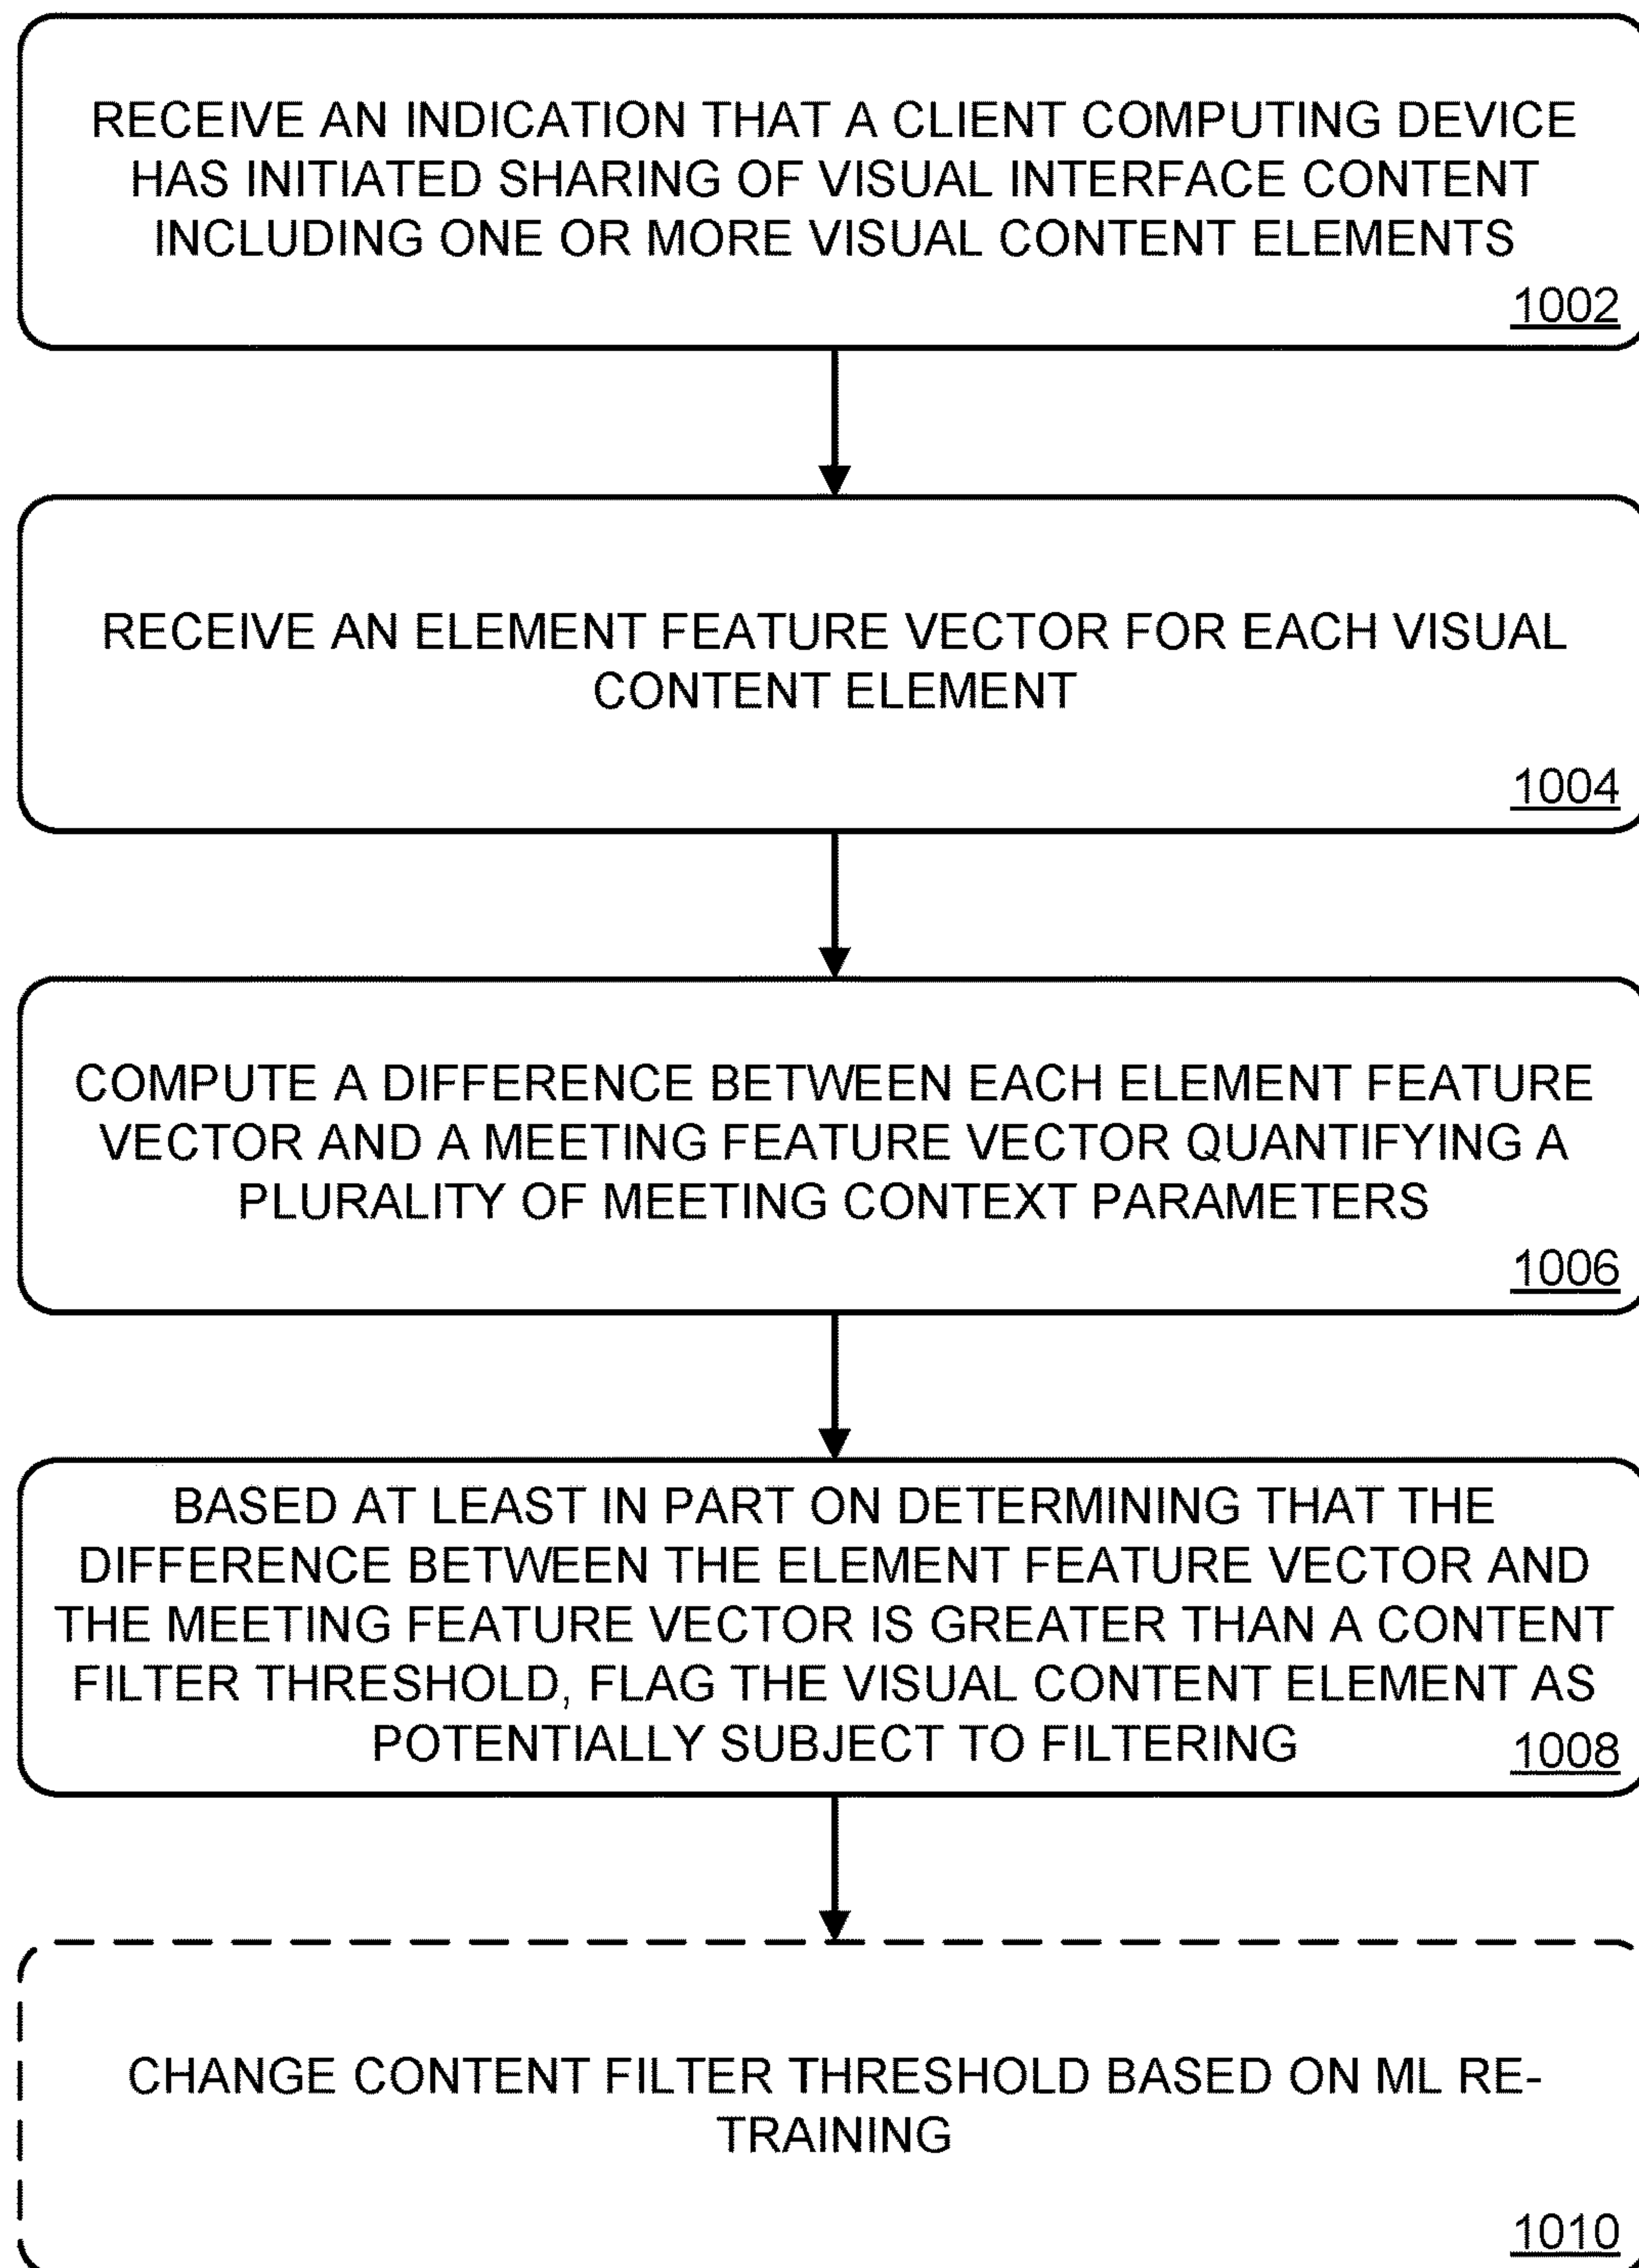 RECEIVE AN INDICATION THAT A CLIENT COMPUTING DEVICE
HAS INITIATED SHARING OF VISUAL INTERFACE CONTENT
INCLUDING ONE OR MORE VISUAL CONTENT ELEMENTS
1002
RECEIVE AN ELEMENT FEATURE VECTOR FOR EACH VISUAL
CONTENT ELEMENT
1004
COMPUTE A DIFFERENCE BETWEEN EACH ELEMENT FEATURE
VECTOR AND A MEETING FEATURE VECTOR QUANTIFYING A
PLURALITY OF MEETING CONTEXT PARAMETERS
1006
BASED AT LEAST IN PART ON DETERMINING THAT THE
DIFFERENCE BETWEEN THE ELEMENT FEATURE VECTOR AND
THE MEETING FEATURE VECTOR IS GREATER THAN A CONTENT
FILTER THRESHOLD, FLAG THE VISUAL CONTENT ELEMENT AS
POTENTIALLY SUBJECT TO FILTERING
1008
CHANGE CONTENT FILTER THRESHOLD BASED ON ML RE-
TRAINING
1010